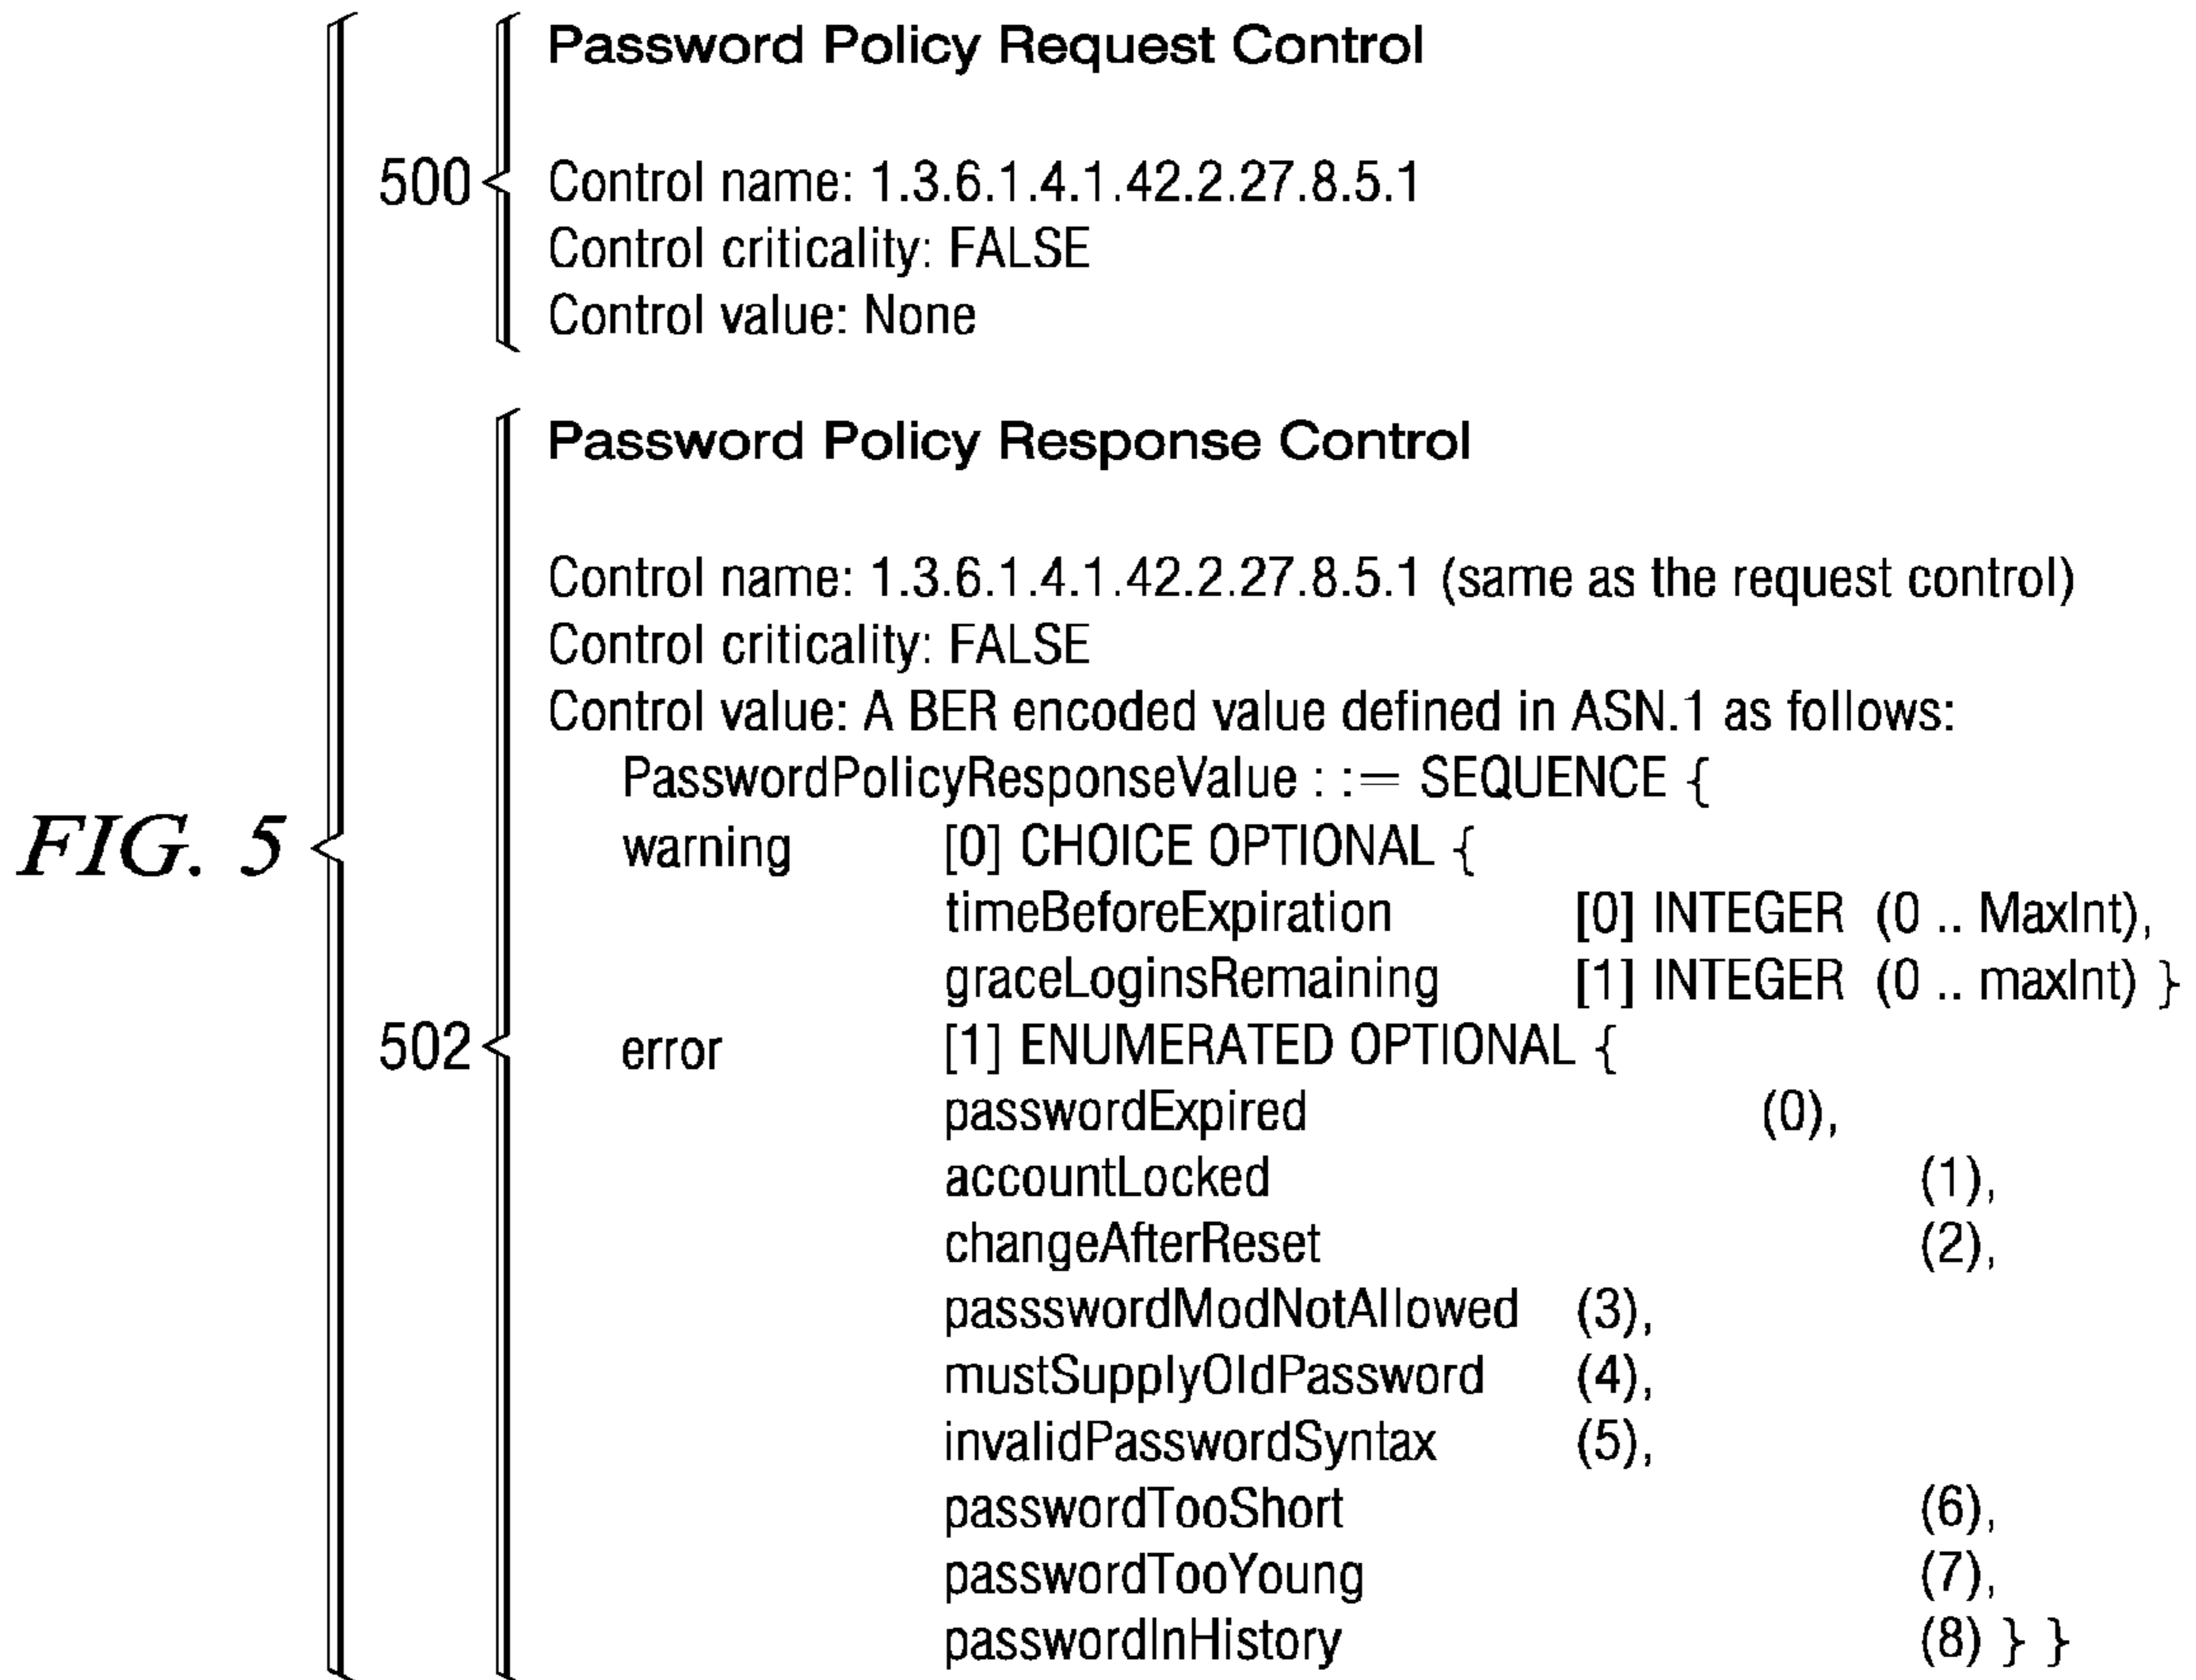 Password Policy Request Control
500
Control name: 1.3.6.1.4.1.42.2.27.8.5.1
Control criticality: FALSE
Control value: None
Password Policy Response Control
Control name: 1.3.6.1.4.1.42.2.27.8.5.1 (same as the request control)
Control criticality: FALSE
Control value: A BER encoded value defined in ASN.1 as follows:
PasswordPolicyResponseValue : := SEQUENCE {
FIG. 5
warning [0] CHOICE OPTIONAL {
timeBeforeExpiration [0] INTEGER (0 .. MaxInt),
graceLoginsRemaining [1] INTEGER (0 .. maxInt) }
502
error [1] ENUMERATED OPTIONAL {
passwordExpired (0),
accountLocked (1),
changeAfterReset (2),
passswordModNotAllowed (3),
mustSupplyOldPassword (4),
invalidPasswordSyntax (5),
passwordTooShort (6),
passwordTooYoung (7),
passwordInHistory (8) } }